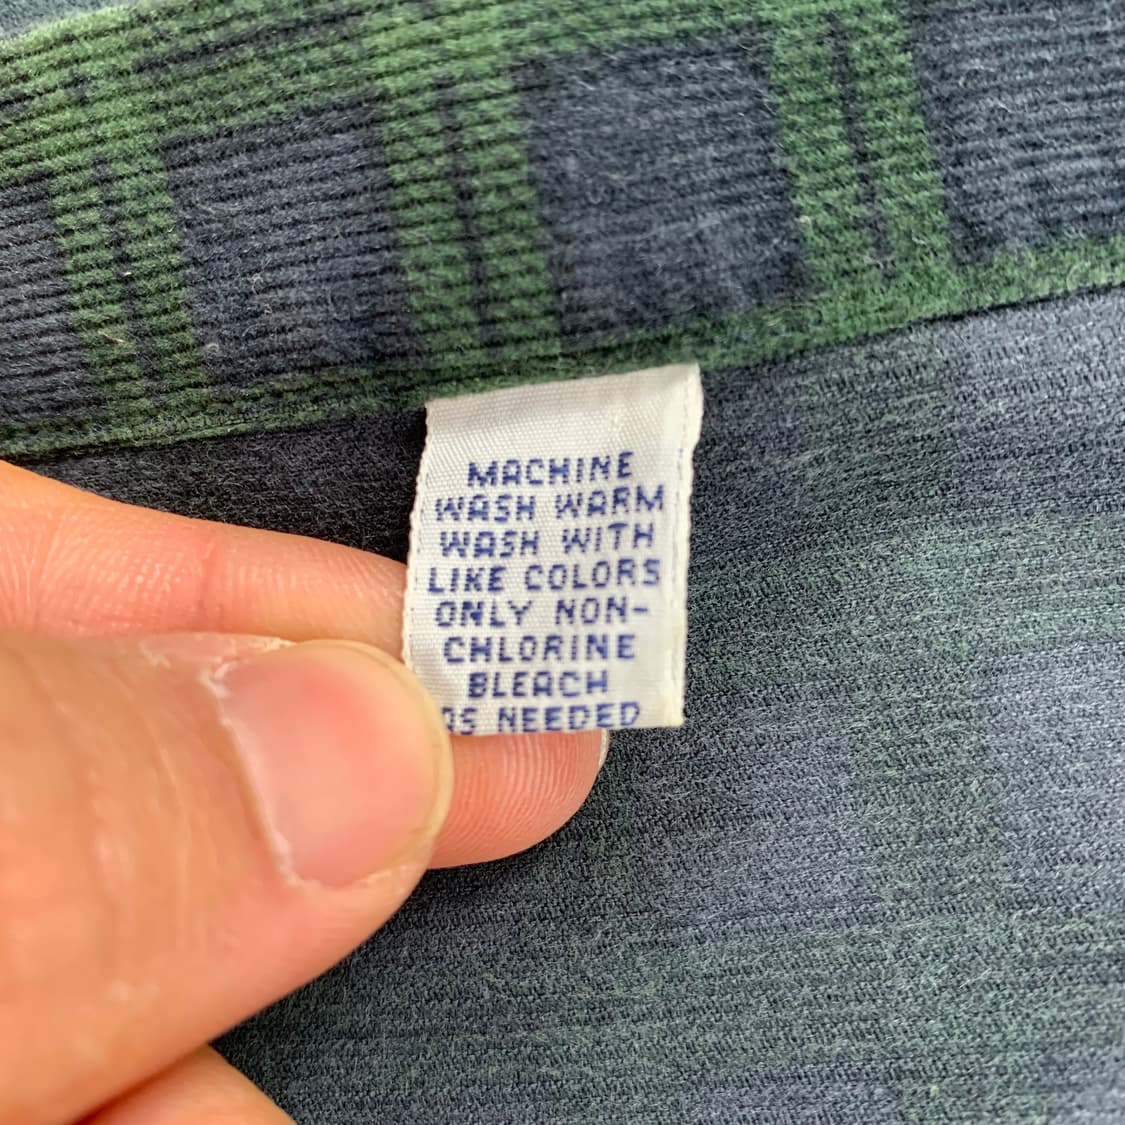 MACHINE
WASH WARM
WASH WITH
LIKE COLORS
ONLY NON-
CHLORINE
BLEACH
AS NEEDED